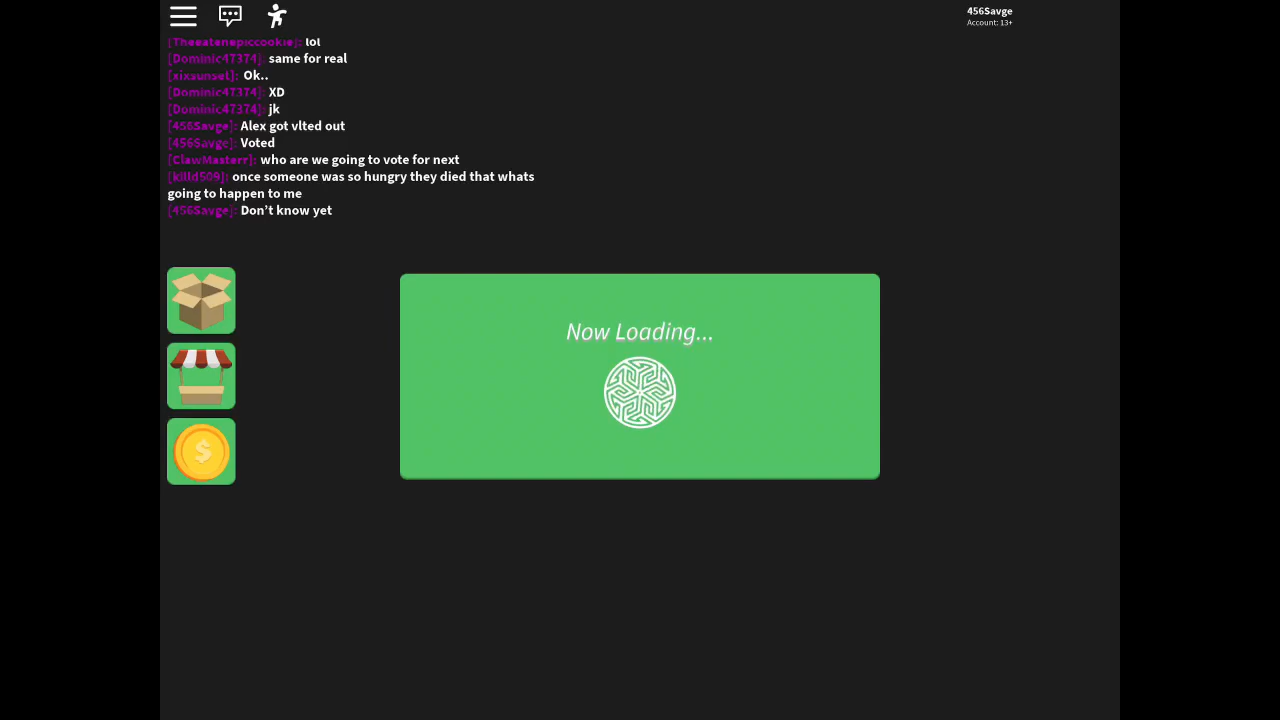 456Savge
Account: 13+
[Theeatenepiccookie]: lol
[Dominic47374]: same for real
[xixsunset]: Ok..
[Dominic47374]: XD
[Dominic47374]: jk
[456Savge]: Alex got vlted out
[456Savge]: Voted
[ClawMasterr]: who are we going to vote for next
[killd509]: once someone was so hungry they died that whats
going to happen to me
[456Savge]: Don't know yet
Now Loading...
$